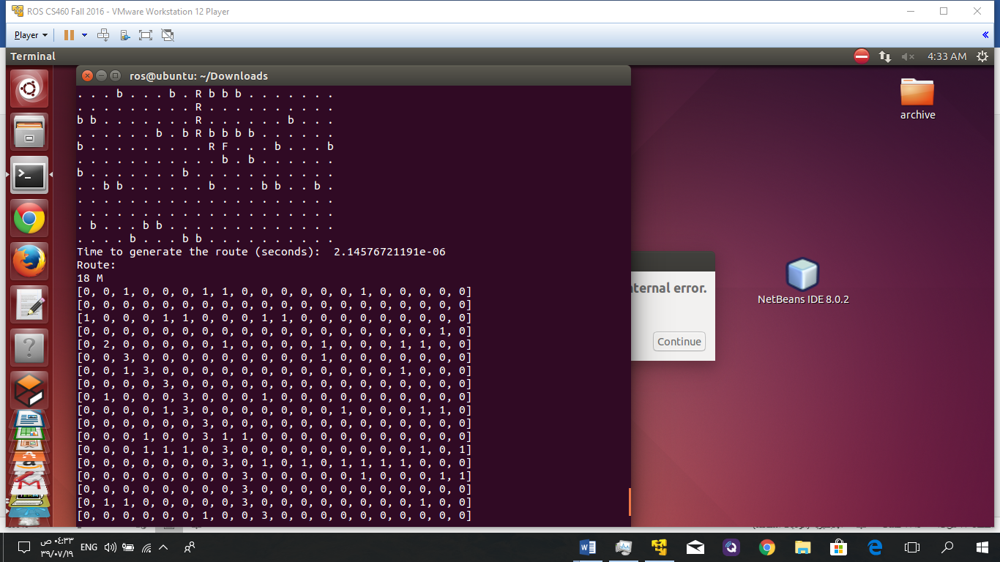 ROS CS460 Fall 2016 - VMware Workstation 12 Player
Player
Terminal
4:33 AM
ros@ubuntu: ~/Downloads
. . . b . . . b . R b b b . . . . . . .
. . . . . . . . . R . . . . . . . . . .
b b . . . . . . . R . . . . . . b . . .
. . . . . . b . b R b b b b . . . . . .
b . . . . . . . . . R F . . . b . . . b
. . . . . . . . . . . b . b . . . . . .
b . . . . . . . b . . . . . . . . . . .
. . b b . . . . . . b . . . b b . . b .
. . . . . . . . . . . . . . . . . . . .
. . . . . . . . . . . . . . . . . . . .
. b . . . b b . . . . . . . . . . . . .
. . . . b . . . b b . . . . . . . . . .
Time to generate the route (seconds):  2.14576721191e-06
Route:
18 M
[0, 0, 1, 0, 0, 0, 1, 1, 0, 0, 0, 0, 0, 0, 1, 0, 0, 0, 0, 0]
[0, 0, 0, 0, 0, 0, 0, 0, 0, 0, 0, 0, 0, 0, 0, 0, 0, 0, 0, 0]
[1, 0, 0, 0, 1, 1, 0, 0, 0, 1, 1, 0, 0, 0, 0, 0, 0, 0, 0, 0]
[0, 0, 0, 0, 0, 0, 0, 0, 0, 0, 0, 0, 0, 0, 0, 0, 0, 0, 1, 0]
[0, 2, 0, 0, 0, 0, 0, 1, 0, 0, 0, 0, 1, 0, 0, 0, 1, 1, 0, 0]
[0, 0, 3, 0, 0, 0, 0, 0, 0, 0, 0, 0, 1, 0, 0, 0, 0, 0, 0, 0]
[0, 0, 1, 3, 0, 0, 0, 0, 0, 0, 0, 0, 0, 0, 0, 0, 1, 0, 0, 0]
[0, 0, 0, 0, 3, 0, 0, 0, 0, 0, 0, 0, 0, 0, 0, 0, 0, 0, 0, 0]
[0, 1, 0, 0, 0, 3, 0, 0, 0, 1, 0, 0, 0, 0, 0, 0, 0, 0, 0, 0]
[0, 0, 0, 0, 1, 3, 0, 0, 0, 0, 0, 0, 0, 1, 0, 0, 0, 1, 1, 0]
[0, 0, 0, 0, 0, 0, 3, 0, 0, 0, 0, 0, 0, 0, 0, 0, 0, 0, 0, 0]
[0, 0, 0, 1, 0, 0, 3, 1, 1, 0, 0, 0, 0, 0, 0, 0, 0, 0, 0, 0]
[0, 0, 0, 1, 1, 1, 0, 3, 0, 0, 0, 0, 0, 0, 0, 0, 0, 1, 0, 1]
[0, 0, 0, 0, 0, 0, 0, 3, 0, 1, 0, 1, 0, 1, 1, 1, 1, 0, 0, 0]
[0, 0, 0, 0, 0, 0, 0, 0, 3, 0, 0, 0, 0, 0, 1, 0, 0, 0, 1, 1]
[0, 0, 0, 0, 0, 0, 0, 0, 3, 0, 0, 0, 0, 0, 0, 0, 0, 0, 0, 0]
[0, 1, 1, 0, 0, 0, 0, 0, 3, 0, 0, 0, 0, 0, 0, 0, 0, 1, 0, 0]
[0, 0, 0, 0, 0, 0, 1, 0, 0, 3, 0, 0, 0, 0, 0, 0, 0, 0, 0, 0]
ternal error.
Continue
archive
NetBeans IDE 8.0.2
ENG
٠٤:٣٣ ص
٣٩/٠٧/١٩